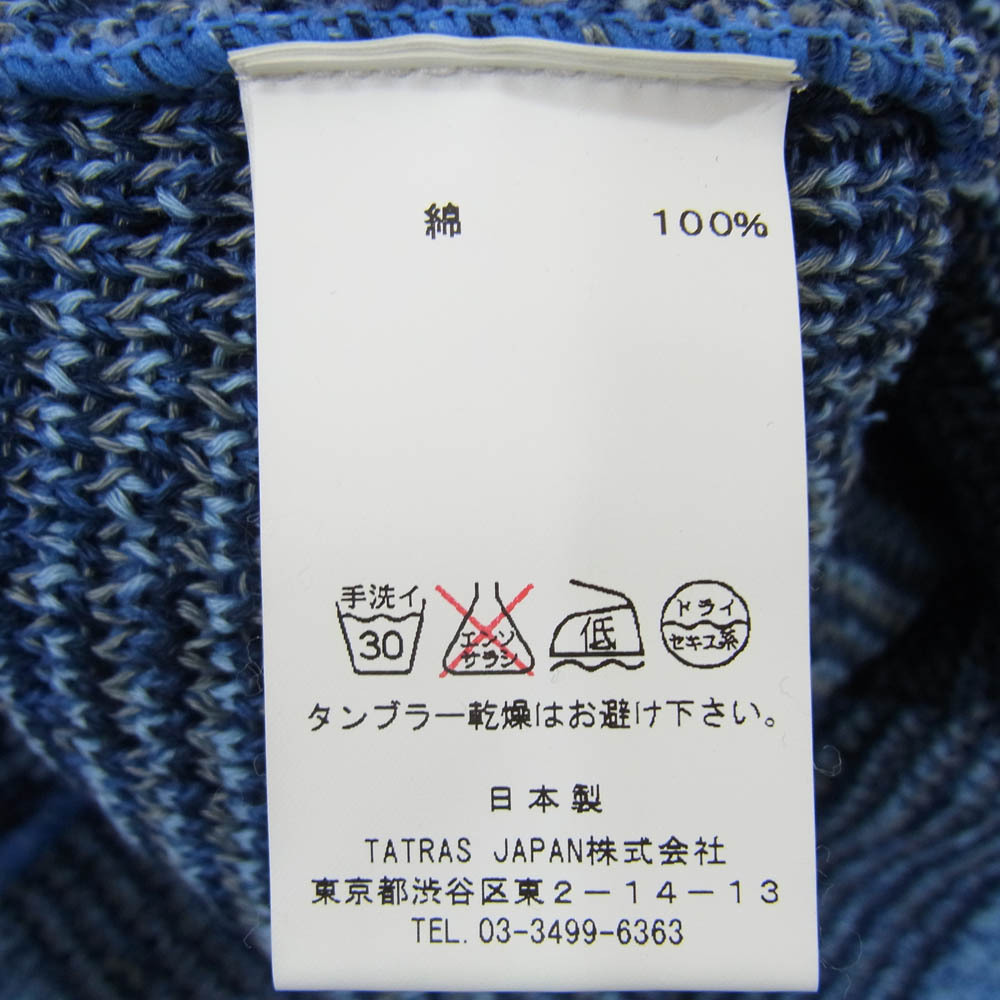 綿 100%
手洗イ
30
エンソ
サラシ
低
ドライ
セキユ系
タンブラー乾燥はお避け下さい。
日本製
TATRAS JAPAN株式会社
東京都渋谷区東2－14－13
TEL. 03-3499-6363